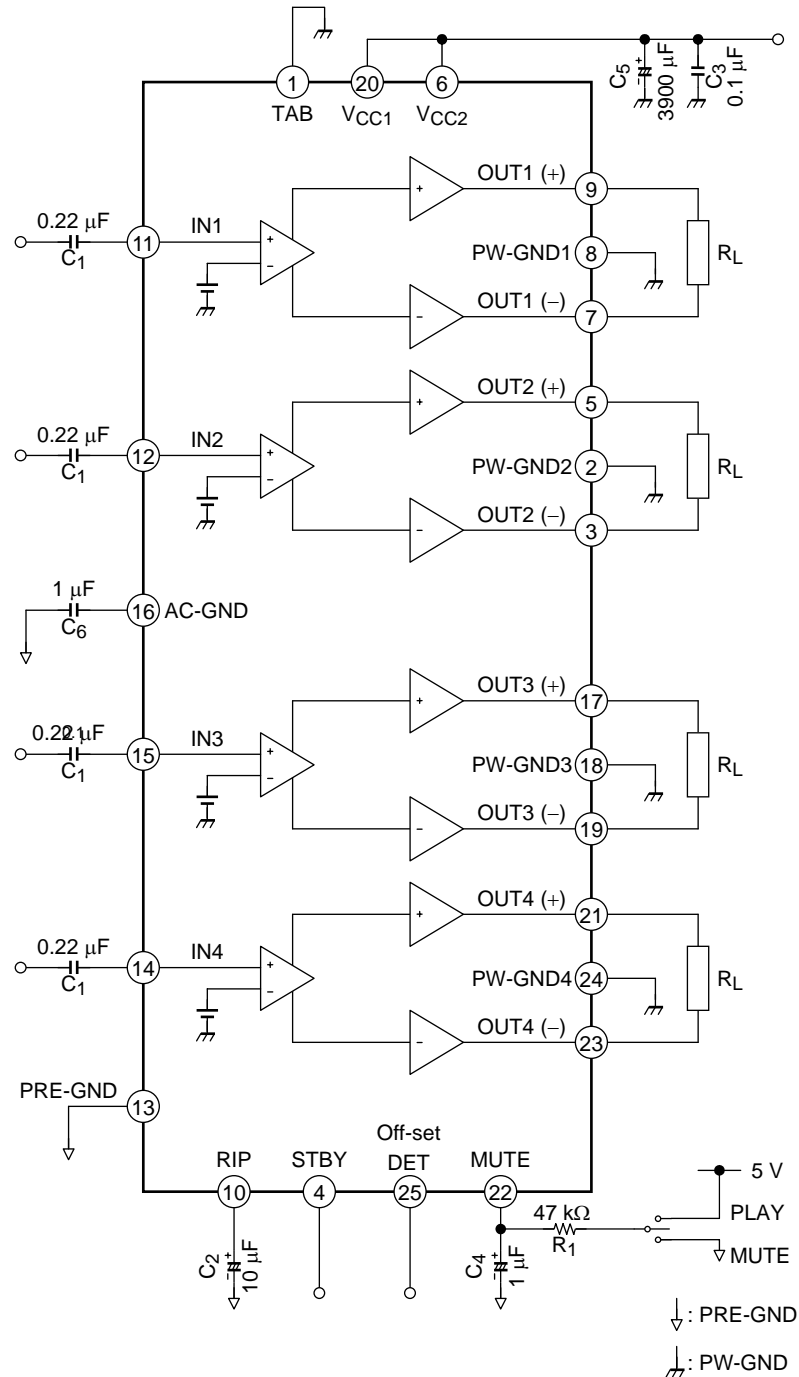 1 20 6
TAB VCC1 VCC2
C5 3900 μF
C3 0.1 μF
OUT1 (+) 9
0.22 μF
C1
11 IN1
PW-GND1 8 RL
OUT1 (−) 7
OUT2 (+) 5
0.22 μF
C1
12 IN2
PW-GND2 2 RL
OUT2 (−) 3
1 μF
C6
16 AC-GND
OUT3 (+) 17
C1
15 IN3
PW-GND3 18 RL
OUT3 (−) 19
OUT4 (+) 21
0.22 μF
C1
14 IN4
PW-GND4 24 RL
OUT4 (−) 23
PRE-GND
13
Off-set
RIP STBY DET MUTE
10 4 25 22
5 V
PLAY
47 kΩ
R1
MUTE
C2 10 μF
C4 1 μF
: PRE-GND
: PW-GND